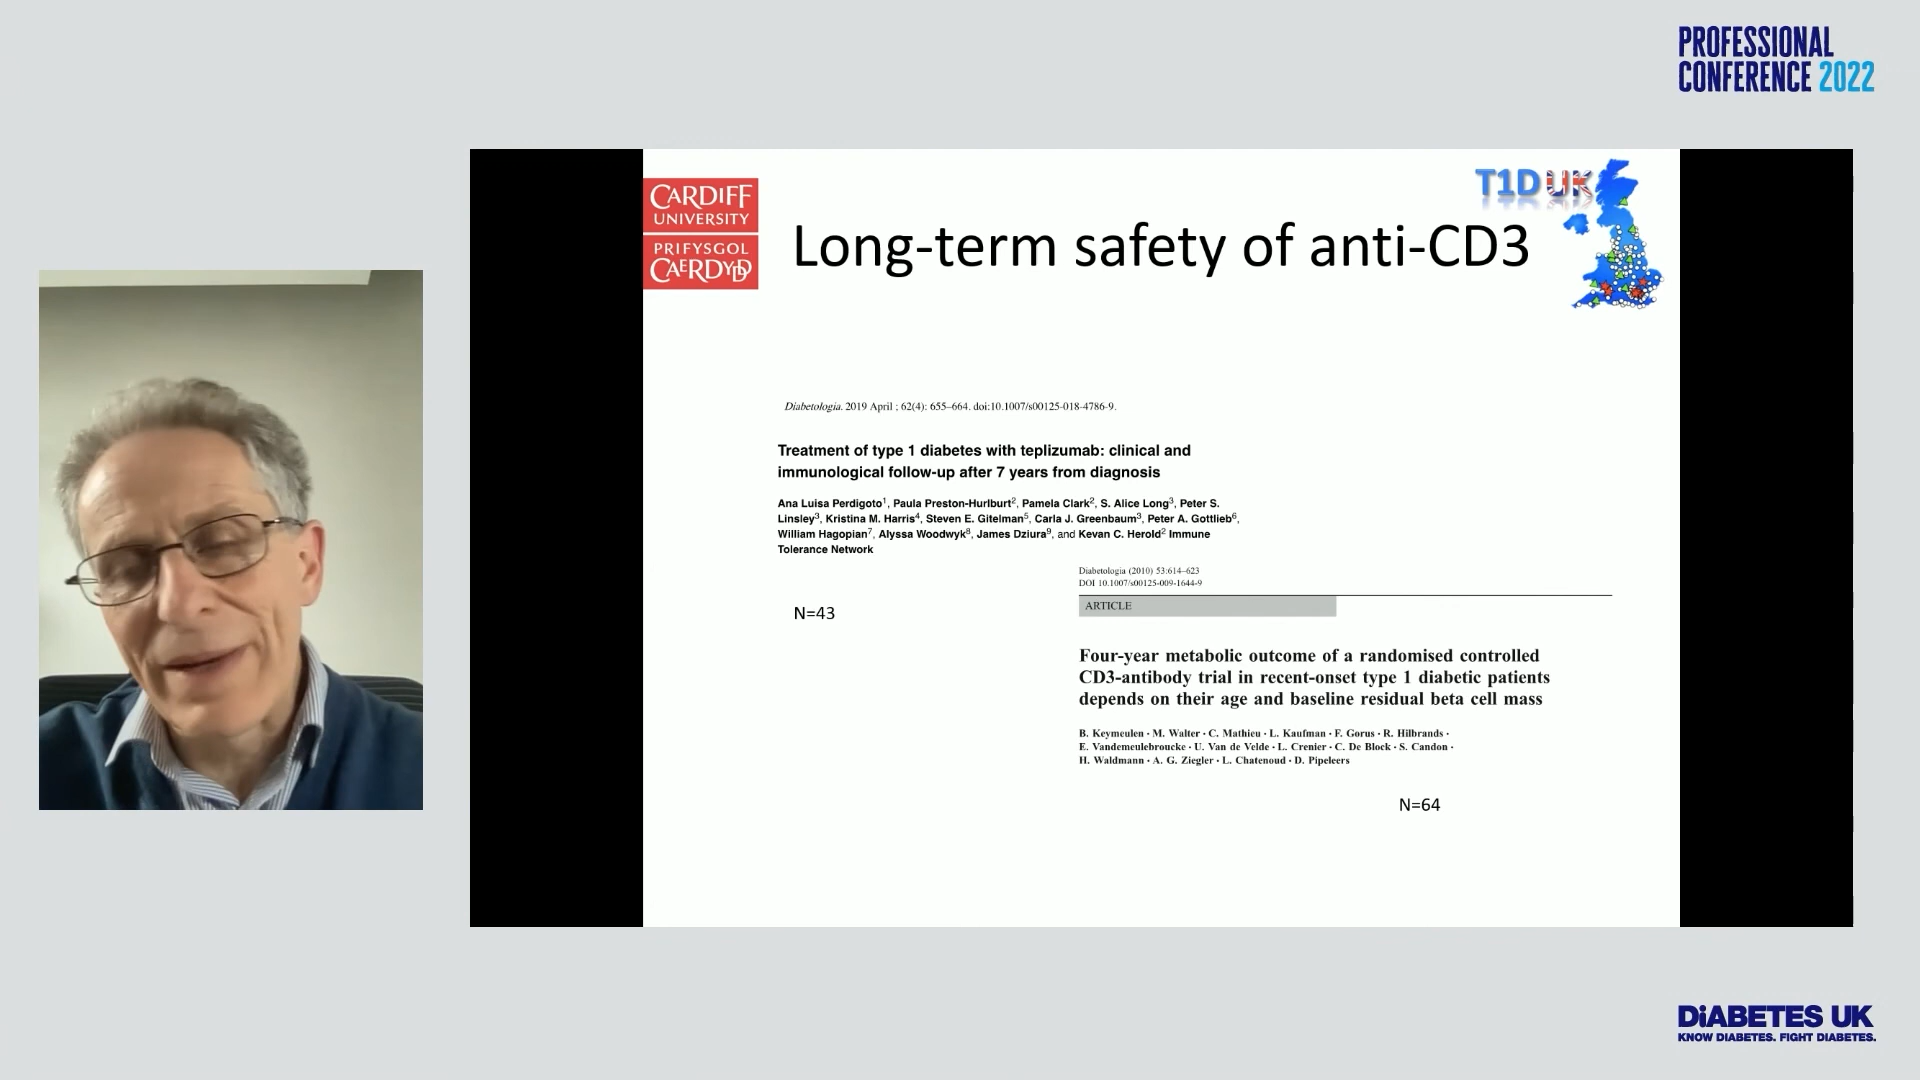 PROFESSIONAL
CONFERENCE 2022
CARDIFF
UNIVERSITY
PRIFYSGOL
CAERDYDD
T1D UK
Long-term safety of anti-CD3
Diabetologia. 2019 April ; 62(4): 655–664. doi:10.1007/s00125-018-4786-9.
Treatment of type 1 diabetes with teplizumab: clinical and
immunological follow-up after 7 years from diagnosis
Ana Luisa Perdigoto1, Paula Preston-Hurlburt2, Pamela Clark2, S. Alice Long3, Peter S.
Linsley3, Kristina M. Harris4, Steven E. Gitelman5, Carla J. Greenbaum3, Peter A. Gottlieb6,
William Hagopian7, Alyssa Woodwyk8, James Dziura9, and Kevan C. Herold2 Immune
Tolerance Network
N=43
Diabetologia (2010) 53:614–623
DOI 10.1007/s00125-009-1644-9
ARTICLE
Four-year metabolic outcome of a randomised controlled
CD3-antibody trial in recent-onset type 1 diabetic patients
depends on their age and baseline residual beta cell mass
B. Keymeulen · M. Walter · C. Mathieu · L. Kaufman · F. Gorus · R. Hilbrands ·
E. Vandemeulebroucke · U. Van de Velde · L. Crenier · C. De Block · S. Candon ·
H. Waldmann · A. G. Ziegler · L. Chatenoud · D. Pipeleers
N=64
DiABETES UK
KNOW DIABETES. FIGHT DIABETES.